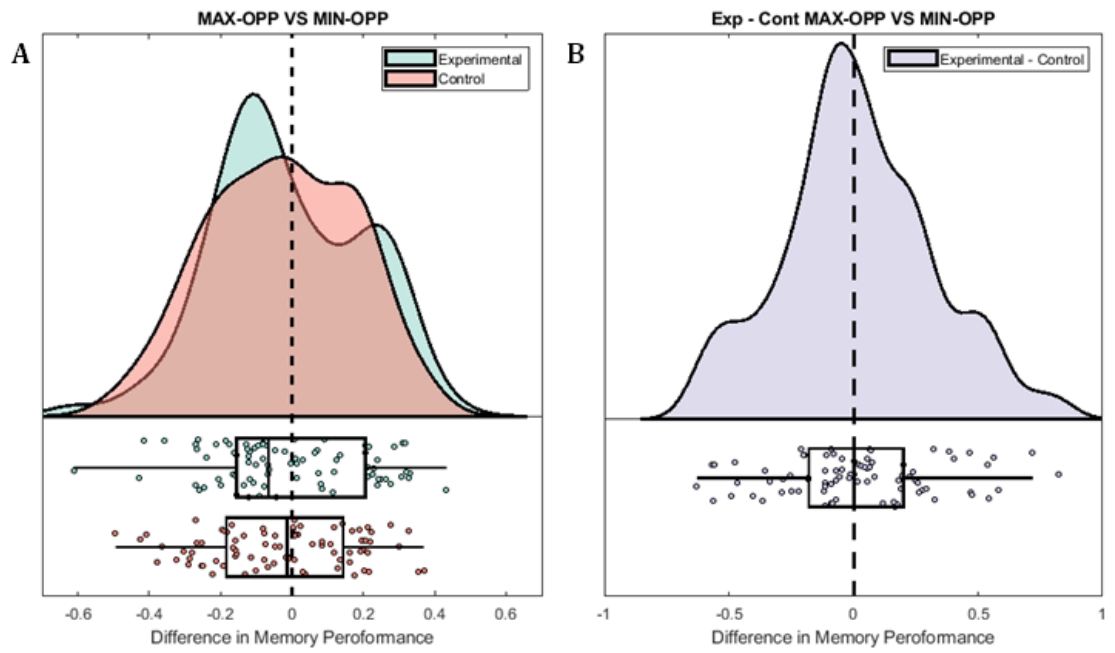 MAX-OPP VS MIN-OPP
A
Experimental
Control
-0.6 -0.4 -0.2 0 0.2 0.4 0.6
Difference in Memory Peroformance
Exp - Cont MAX-OPP VS MIN-OPP
B
Experimental - Control
-1 -0.5 0 0.5 1
Difference in Memory Peroformance